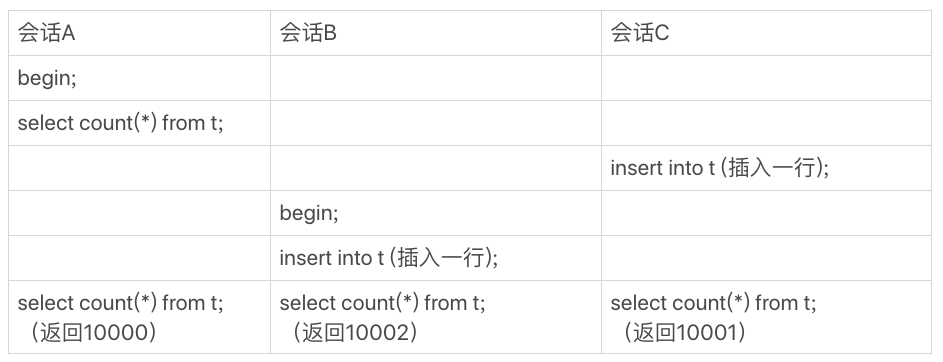 会话A 会话B 会话C
begin;
select count(*) from t;
insert into t (插入一行);
begin;
insert into t (插入一行);
select count(*) from t; select count(*) from t; select count(*) from t;
（返回10000） （返回10002） （返回10001）